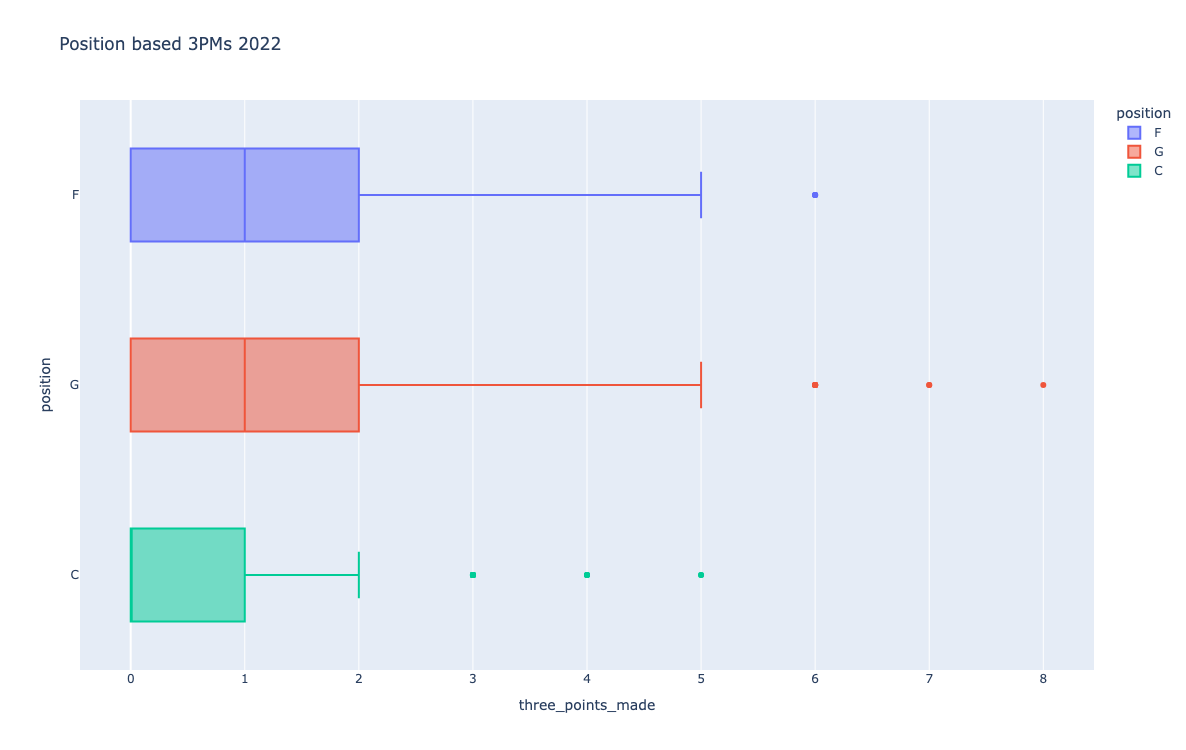 Position based 3PMs 2022
position
F
G
C
F
G
C
position
0 1 2 3 4 5 6 7 8
three_points_made